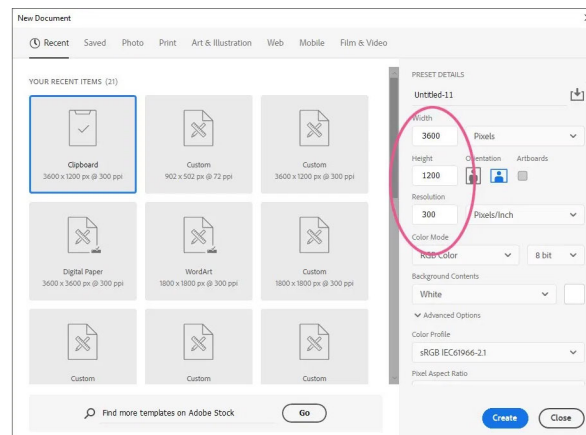 New Document
Recent Saved Photo Print Art & Illustration Web Mobile Film & Video
YOUR RECENT ITEMS (21)
Clipboard
3600 x 1200 px @ 300 ppi
Custom
902 x 502 px @ 72 ppi
Custom
3600 x 1200 px @ 300 ppi
Digital Paper
3600 x 3600 px @ 300 ppi
WordArt
1800 x 1800 px @ 300 ppi
Custom
1800 x 1800 px @ 300 ppi
Custom
Custom
Custom
Find more templates on Adobe Stock
Go
PRESET DETAILS
Untitled-11
Width
3600 Pixels
Height Orientation Artboards
1200
Resolution
300 Pixels/Inch
Color Mode
RGB Color 8 bit
Background Contents
White
Advanced Options
Color Profile
sRGB IEC61966-2.1
Pixel Aspect Ratio
Create Close